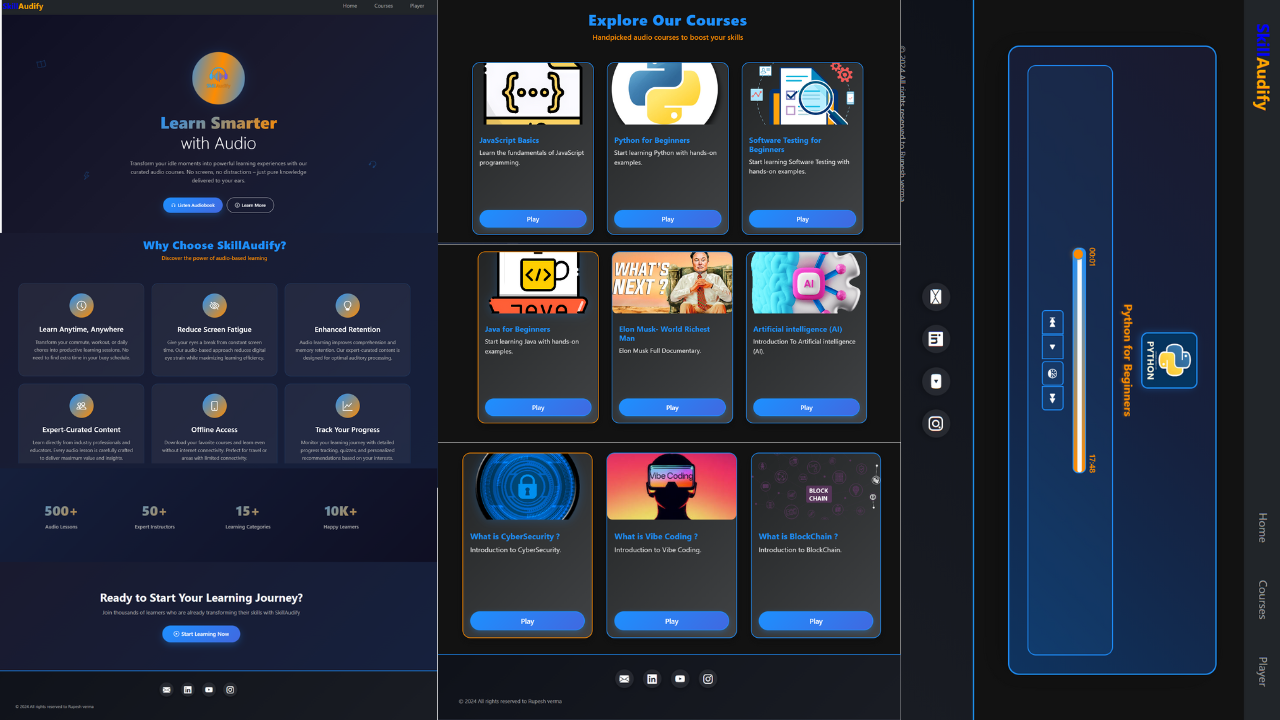 Skill Audify
Home Courses Player
Learn Smarter
with Audio
Transform your idle moments into powerful learning experiences with our
curated audio courses. No screens, no distractions – just pure knowledge
delivered to your ears.
Listen Audiobook
Learn More
Why Choose SkillAudify?
Discover the power of audio-based learning
Learn Anytime, Anywhere
Transform your commute, workout, or daily
chores into productive learning sessions. No
need to find extra time in your busy schedule.
Reduce Screen Fatigue
Give your eyes a break from constant screen
time. Our audio-based approach reduces digital
eye strain while maximizing learning efficiency.
Enhanced Retention
Audio learning improves comprehension and
memory retention. Our expert-curated content is
designed for optimal auditory processing.
Expert-Curated Content
Learn directly from industry professionals and
educators. Every audio lesson is carefully crafted
to deliver maximum value and insights.
Offline Access
Download your favorite courses and learn even
without internet connectivity. Perfect for travel or
areas with limited connectivity.
Track Your Progress
Monitor your learning journey with detailed
progress tracking, quizzes, and personalized
recommendations based on your interests.
500+
Audio Lessons
50+
Expert Instructors
15+
Learning Categories
10K+
Happy Learners
Ready to Start Your Learning Journey?
Join thousands of learners who are already transforming their skills with SkillAudify
Start Learning Now
© 2024 All rights reserved to Rupesh verma
Explore Our Courses
Handpicked audio courses to boost your skills
JavaScript Basics
Learn the fundamentals of JavaScript
programming.
Play
Python for Beginners
Start learning Python with hands-on
examples.
Play
Software Testing for
Beginners
Start learning Software Testing with
hands-on examples.
Play
Java for Beginners
Start learning Java with hands-on
examples.
Play
WHAT'S
NEXT ?
Elon Musk- World Richest
Man
Elon Musk Full Documentary.
Play
AI
Artificial intelligence (AI)
Introduction To Artificial intelligence
(AI).
Play
What is CyberSecurity ?
Introduction to CyberSecurity.
Play
Vibe Coding
What is Vibe Coding ?
Introduction to Vibe Coding.
Play
BLOCK
CHAIN
What is BlockChain ?
Introduction to BlockChain.
Play
© 2024 All rights reserved to Rupesh verma
SkillAudify
Home Courses Player
PYTHON
Python for Beginners
00:01 17:48
© 2024 All rights reserved to Rupesh verma